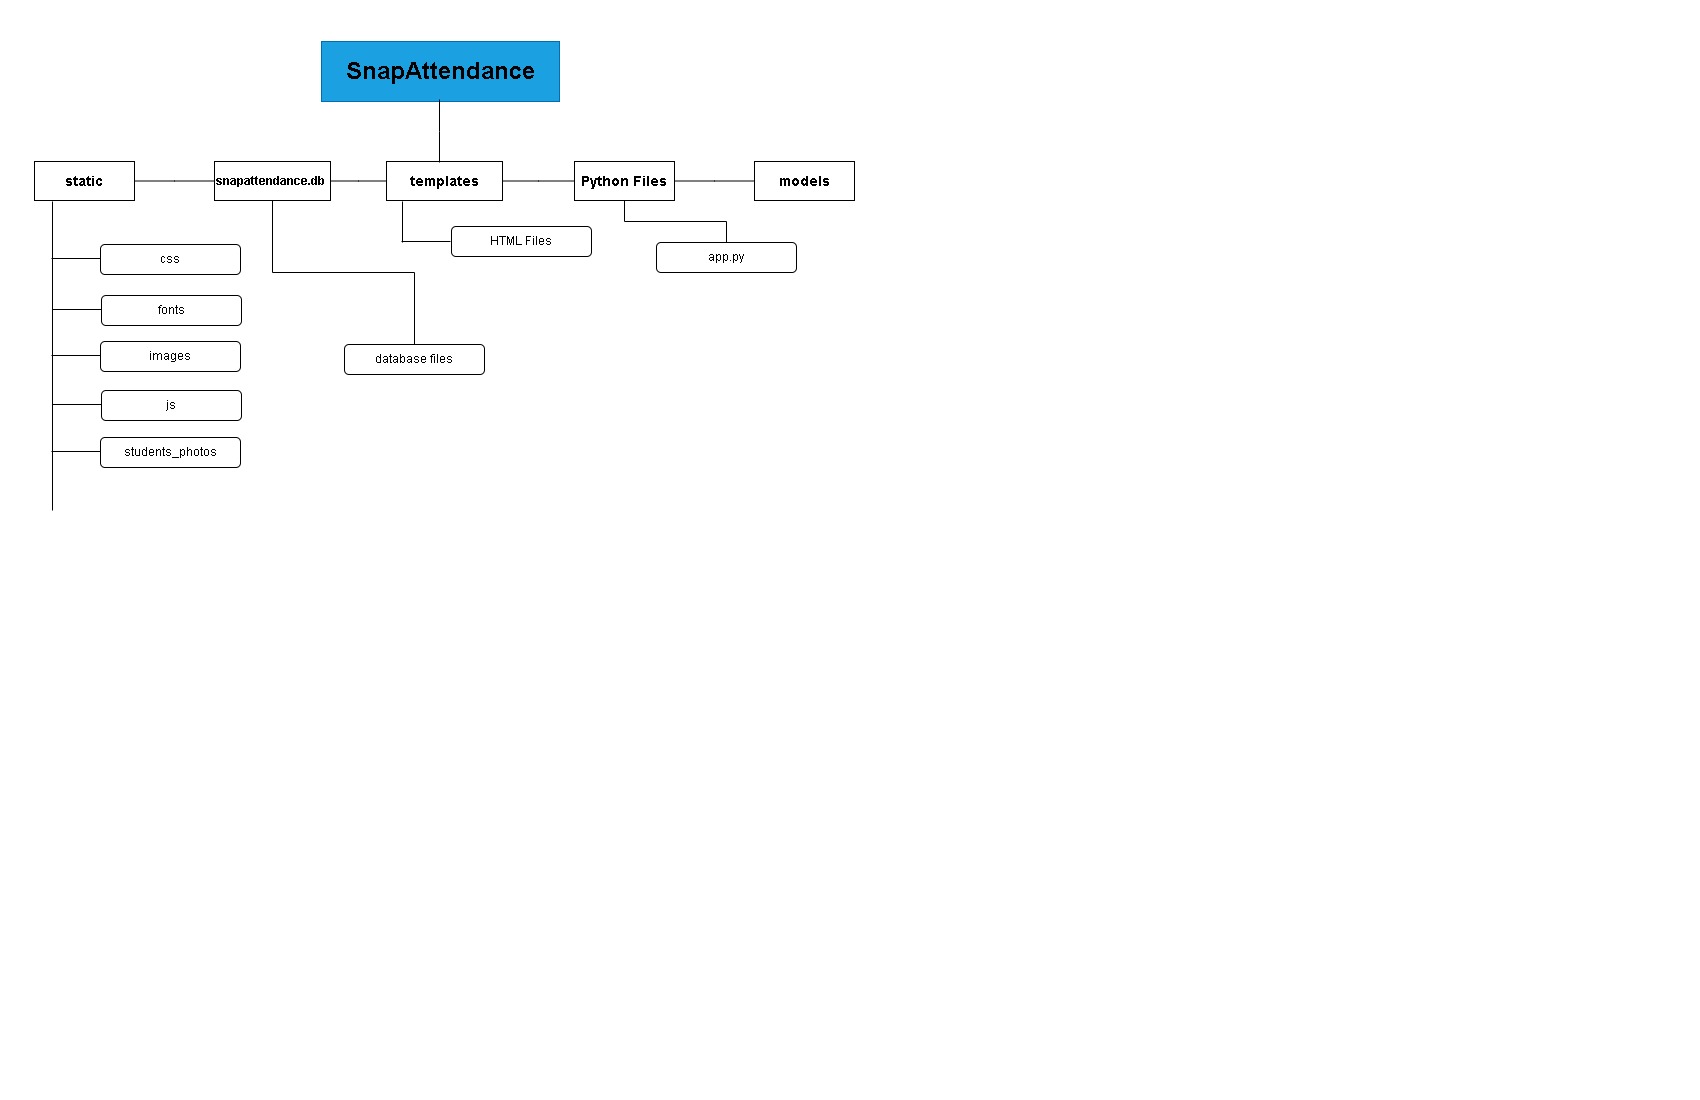 SnapAttendance
static
snapattendance.db
templates
Python Files
models
HTML Files
app.py
css
fonts
images
database files
js
students_photos